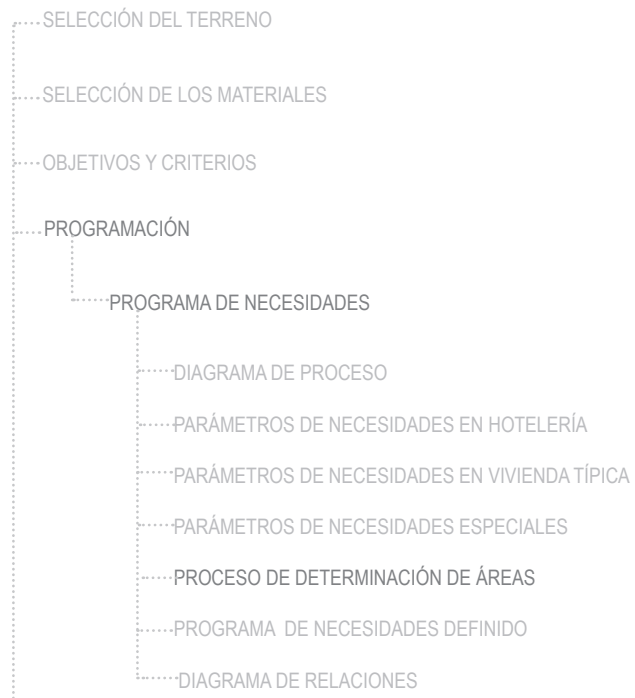 SELECCIÓN DEL TERRENO
SELECCIÓN DE LOS MATERIALES
OBJETIVOS Y CRITERIOS
PROGRAMACIÓN
PROGRAMA DE NECESIDADES
DIAGRAMA DE PROCESO
PARÁMETROS DE NECESIDADES EN HOTELERÍA
PARÁMETROS DE NECESIDADES EN VIVIENDA TÍPICA
PARÁMETROS DE NECESIDADES ESPECIALES
PROCESO DE DETERMINACIÓN DE ÁREAS
PROGRAMA DE NECESIDADES DEFINIDO
DIAGRAMA DE RELACIONES